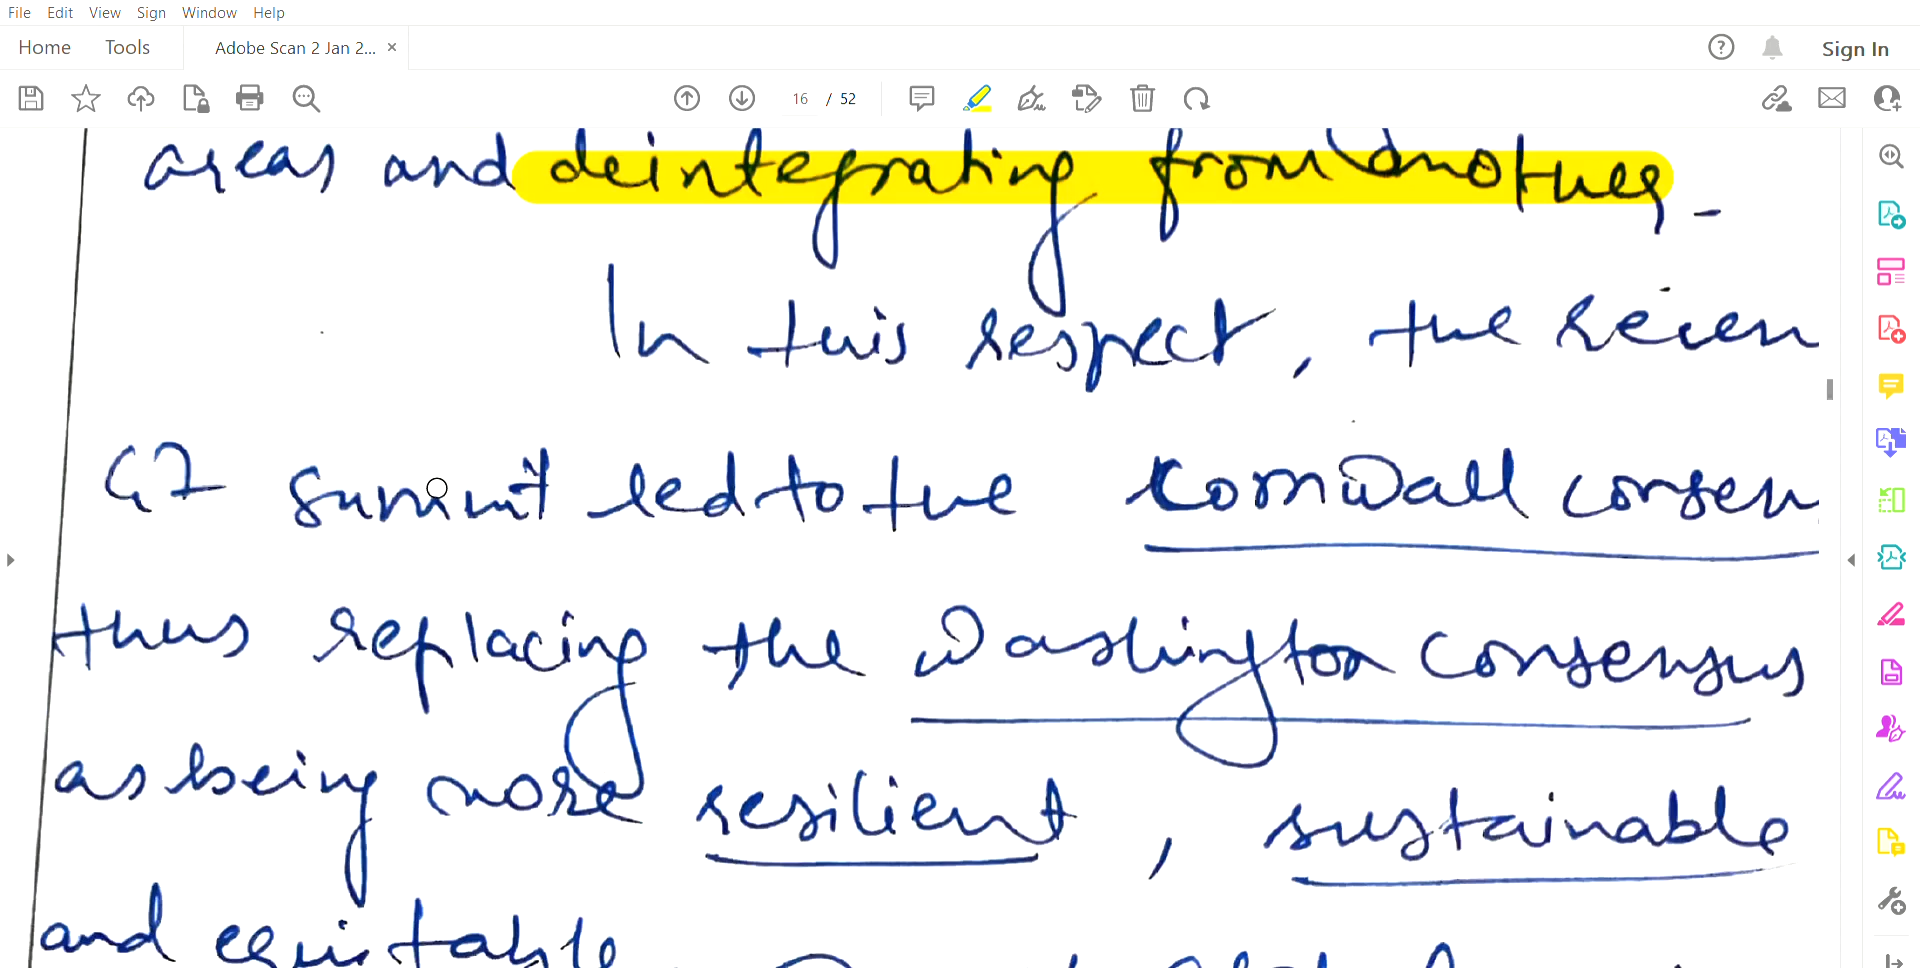 File Edit View Sign Window Help
Home Tools Adobe Scan 2 Jan 2... × ? Sign In
16 / 52
areas and deintegrating from another.
In this respect, the recen
G7 summit led to the Cornwall consen
thus replacing the Washington consensus
as being more resilient, sustainable
and equitable